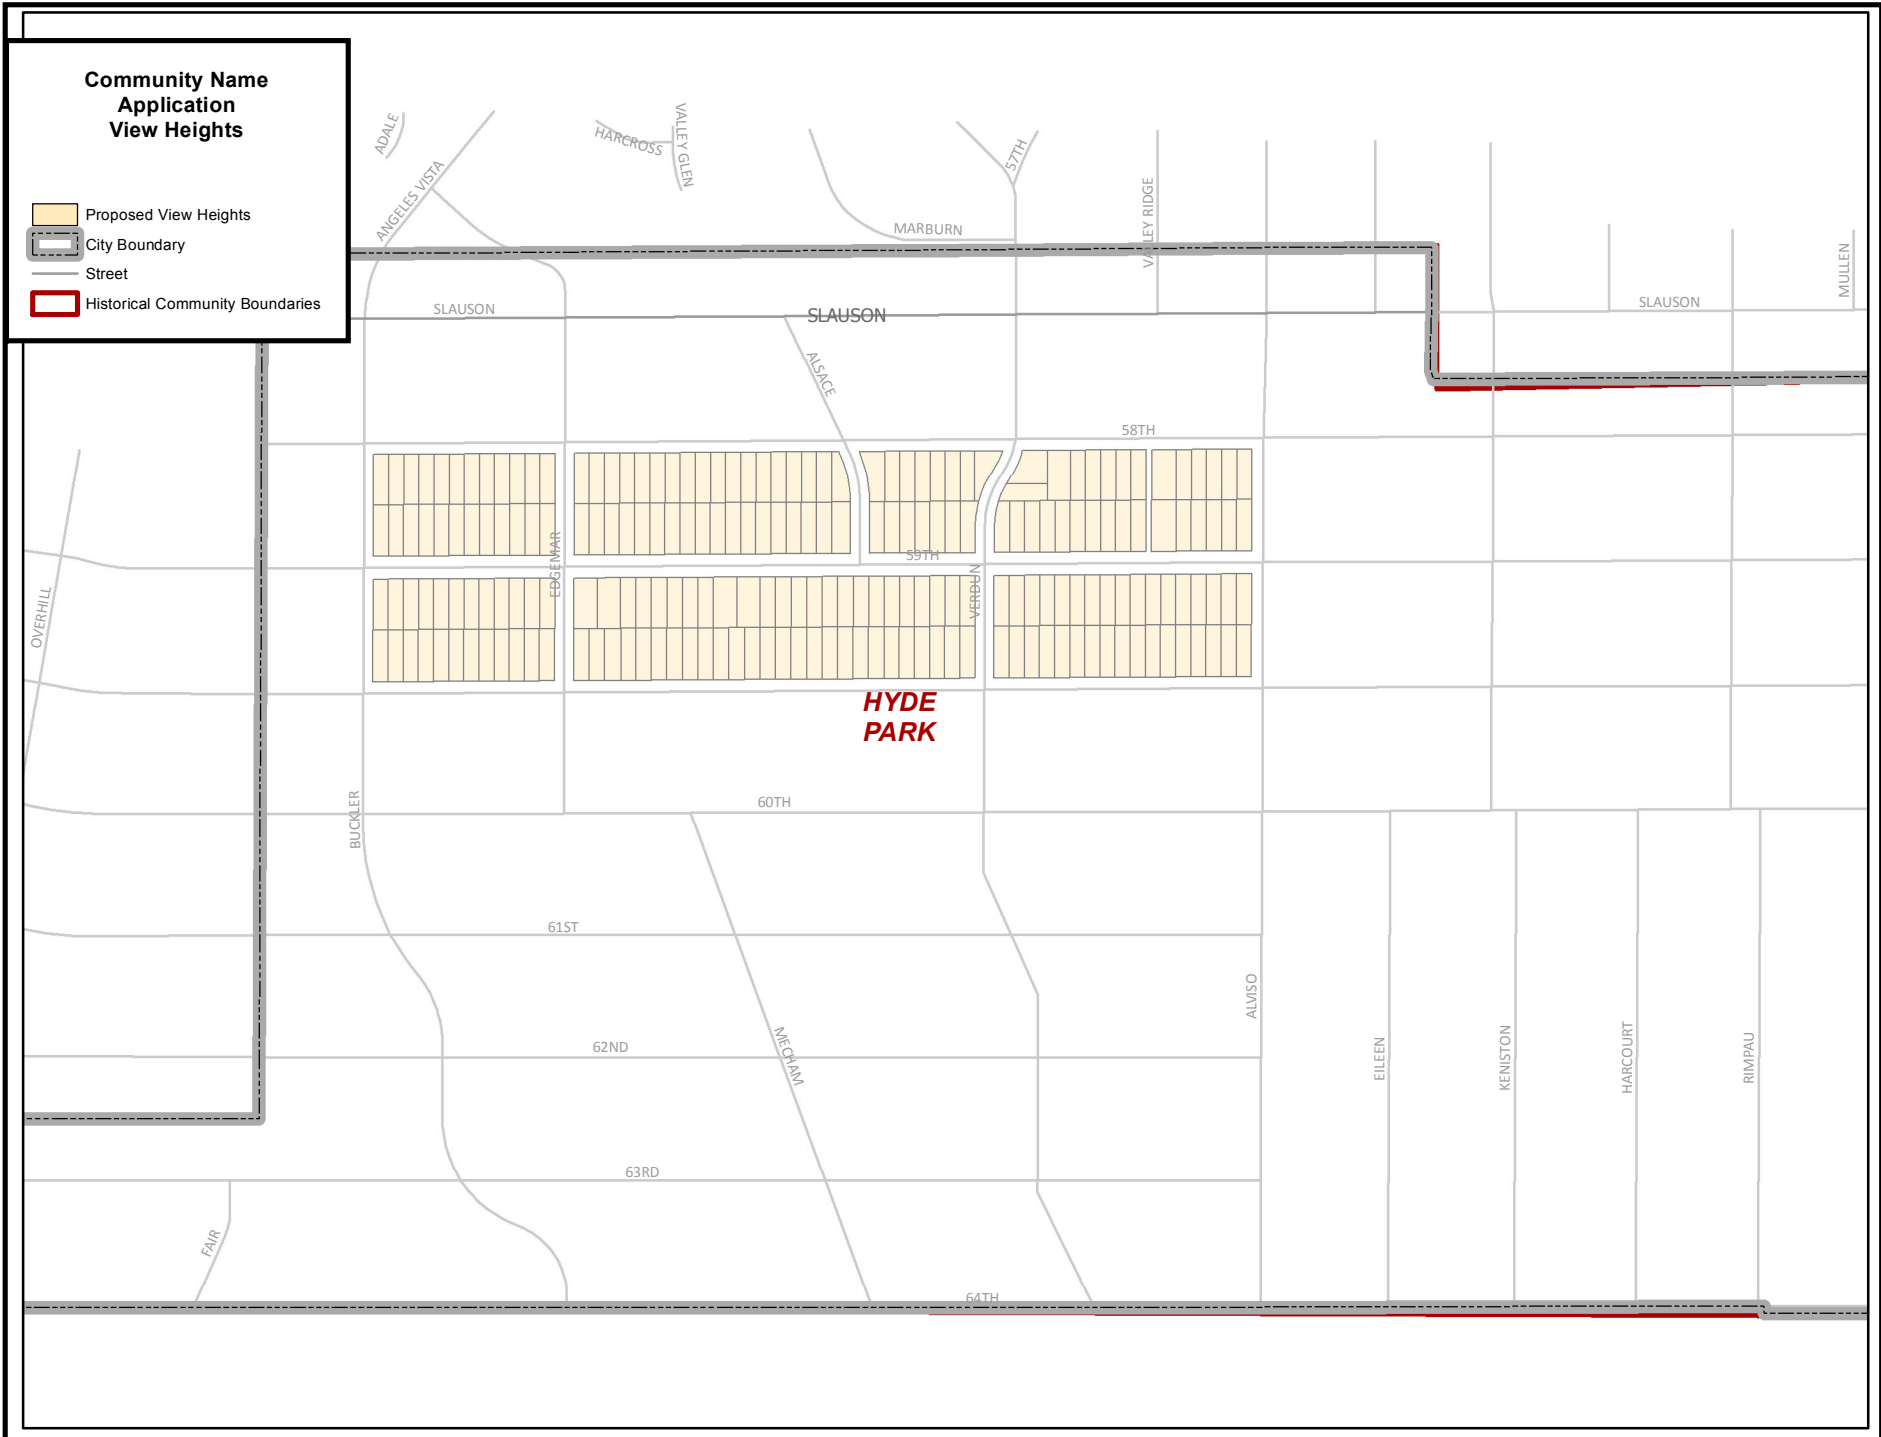 Community Name
Application
View Heights
Proposed View Heights
City Boundary
Street
Historical Community Boundaries
ADALE
ANGELES VISTA
HARCROSS
VALLEY GLEN
MARBURN
57TH
VALLEY RIDGE
MULLEN
SLAUSON
SLAUSON
SLAUSON
ALSACE
58TH
OVERHILL
EDGEMAR
59TH
VERDUN
HYDE
PARK
BUCKLER
60TH
61ST
ALVISO
62ND
MECHAM
EILEEN
KENISTON
HARCOURT
RIMPAU
63RD
FAIR
64TH